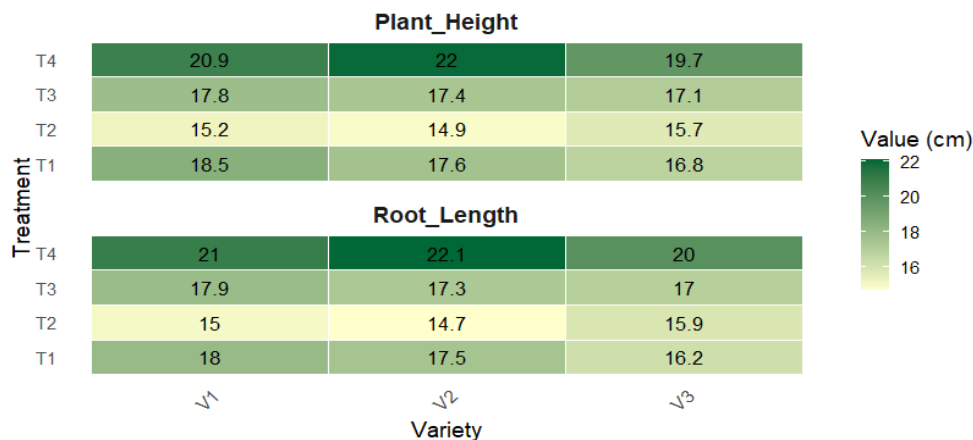 Plant_Height
T4 20.9 22 19.7
T3 17.8 17.4 17.1
T2 15.2 14.9 15.7
T1 18.5 17.6 16.8
Treatment
Root_Length
T4 21 22.1 20
T3 17.9 17.3 17
T2 15 14.7 15.9
T1 18 17.5 16.2
V1 V2 V3
Variety
Value (cm)
22
20
18
16